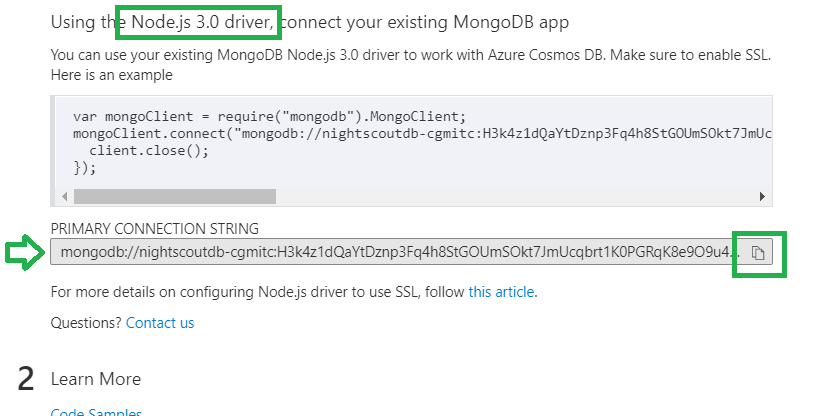 Using the Node.js 3.0 driver, connect your existing MongoDB app
You can use your existing MongoDB Node.js 3.0 driver to work with Azure Cosmos DB. Make sure to enable SSL.
Here is an example
var mongoClient = require("mongodb").MongoClient;
mongoClient.connect("mongodb://nightscoutdb-cgmitc:H3k4z1dQaYtDznp3Fq4h8StGOUmSOkt7JmUc
client.close();
});
PRIMARY CONNECTION STRING
mongodb://nightscoutdb-cgmitc:H3k4z1dQaYtDznp3Fq4h8StGOUmSOkt7JmUcqbrt1K0PGRqK8e9O9u4...
For more details on configuring Node.js driver to use SSL, follow this article.
Questions? Contact us
2 Learn More
Code Samples